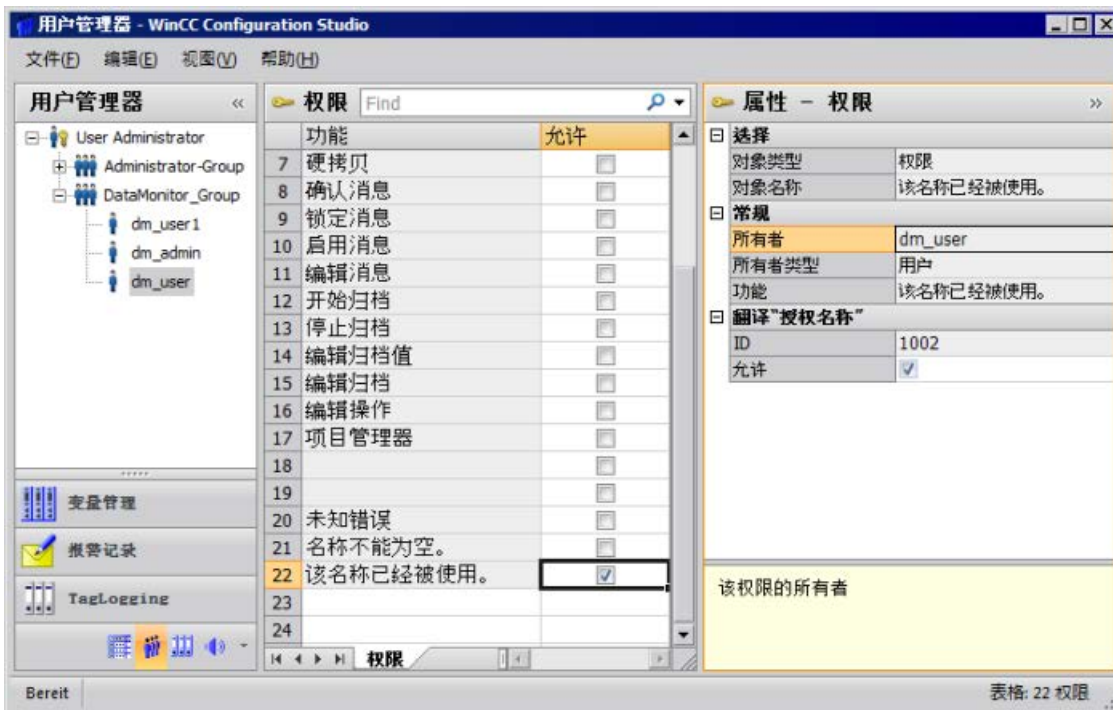 用户管理器 - WinCC Configuration Studio
文件(F) 编辑(E) 视图(V) 帮助(H)
用户管理器 «
User Administrator
Administrator-Group
DataMonitor_Group
dm_user1
dm_admin
dm_user
变量管理
报警记录
TagLogging
权限 Find
功能 允许
7 硬拷贝
8 确认消息
9 锁定消息
10 启用消息
11 编辑消息
12 开始归档
13 停止归档
14 编辑归档值
15 编辑归档
16 编辑操作
17 项目管理器
18
19
20 未知错误
21 名称不能为空。
22 该名称已经被使用。
23
24
权限
属性 - 权限 »
选择
对象类型 权限
对象名称 该名称已经被使用。
常规
所有者 dm_user
所有者类型 用户
功能 该名称已经被使用。
翻译"授权名称"
ID 1002
允许
该权限的所有者
Bereit
表格: 22 权限